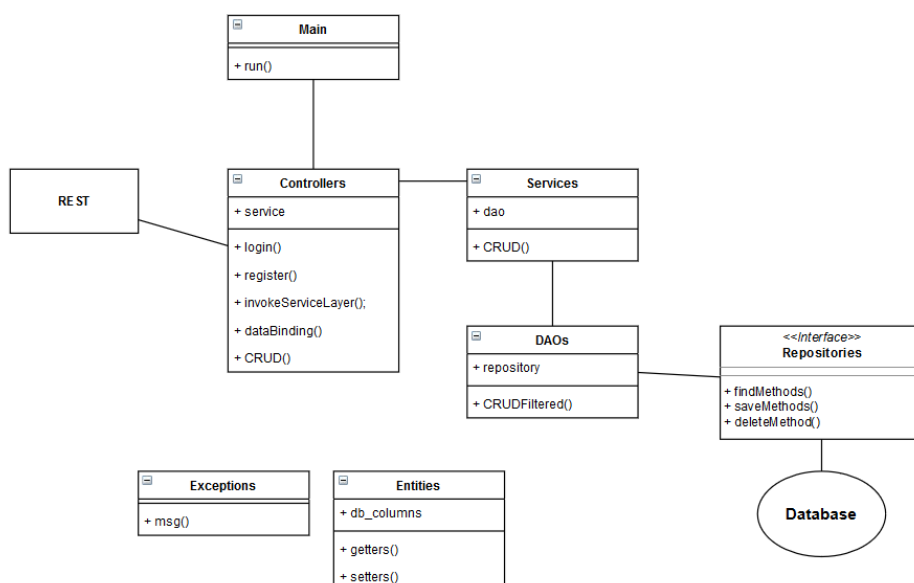 Main
+ run()
REST
Controllers
+ service
+ login()
+ register()
+ invokeServiceLayer();
+ dataBinding()
+ CRUD()
Services
+ dao
+ CRUD()
DAOs
+ repository
+ CRUDFiltered()
<<Interface>>
Repositories
+ findMethods()
+ saveMethods()
+ deleteMethod()
Database
Exceptions
+ msg()
Entities
+ db_columns
+ getters()
+ setters()